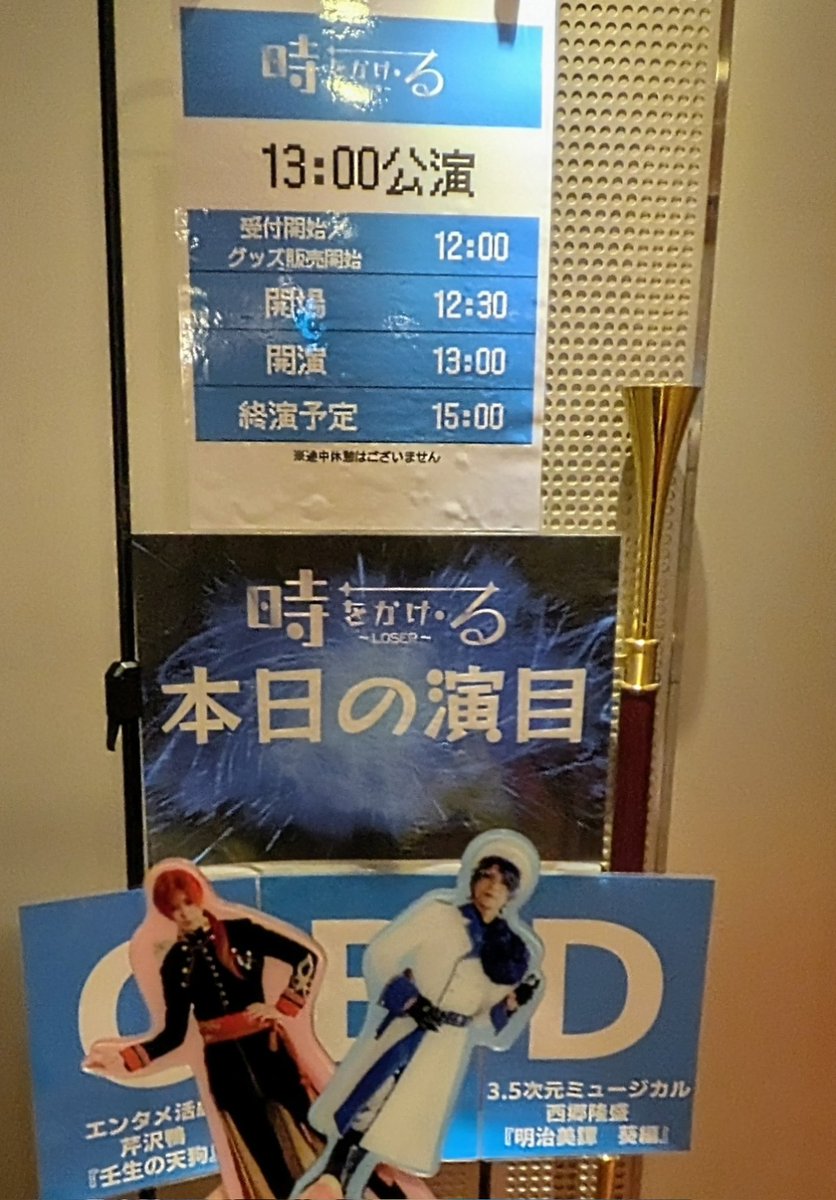 時をかけ・る
13:00公演
受付開始/
グッズ販売開始 12:00
開場 12:30
開演 13:00
終演予定 15:00
※途中休憩はございません
時をかけ・る
～LOSER～
本日の演目
D
エンタメ活
芹沢鴨
『壬生の天狗』
3.5次元ミュージカル
西郷隆盛
『明治美譚 葵編』